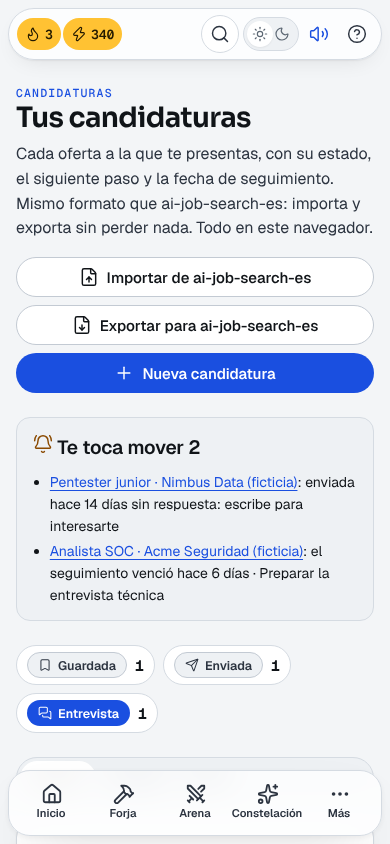 3 340
CANDIDATURAS
Tus candidaturas
Cada oferta a la que te presentas, con su estado,
el siguiente paso y la fecha de seguimiento.
Mismo formato que ai-job-search-es: importa y
exporta sin perder nada. Todo en este navegador.
Importar de ai-job-search-es
Exportar para ai-job-search-es
Nueva candidatura
Te toca mover 2
Pentester junior · Nimbus Data (ficticia): enviada
hace 14 días sin respuesta: escribe para
interesarte
Analista SOC · Acme Seguridad (ficticia): el
seguimiento venció hace 6 días · Preparar la
entrevista técnica
Guardada 1 Enviada 1
Entrevista 1
Inicio Forja Arena Constelación Más